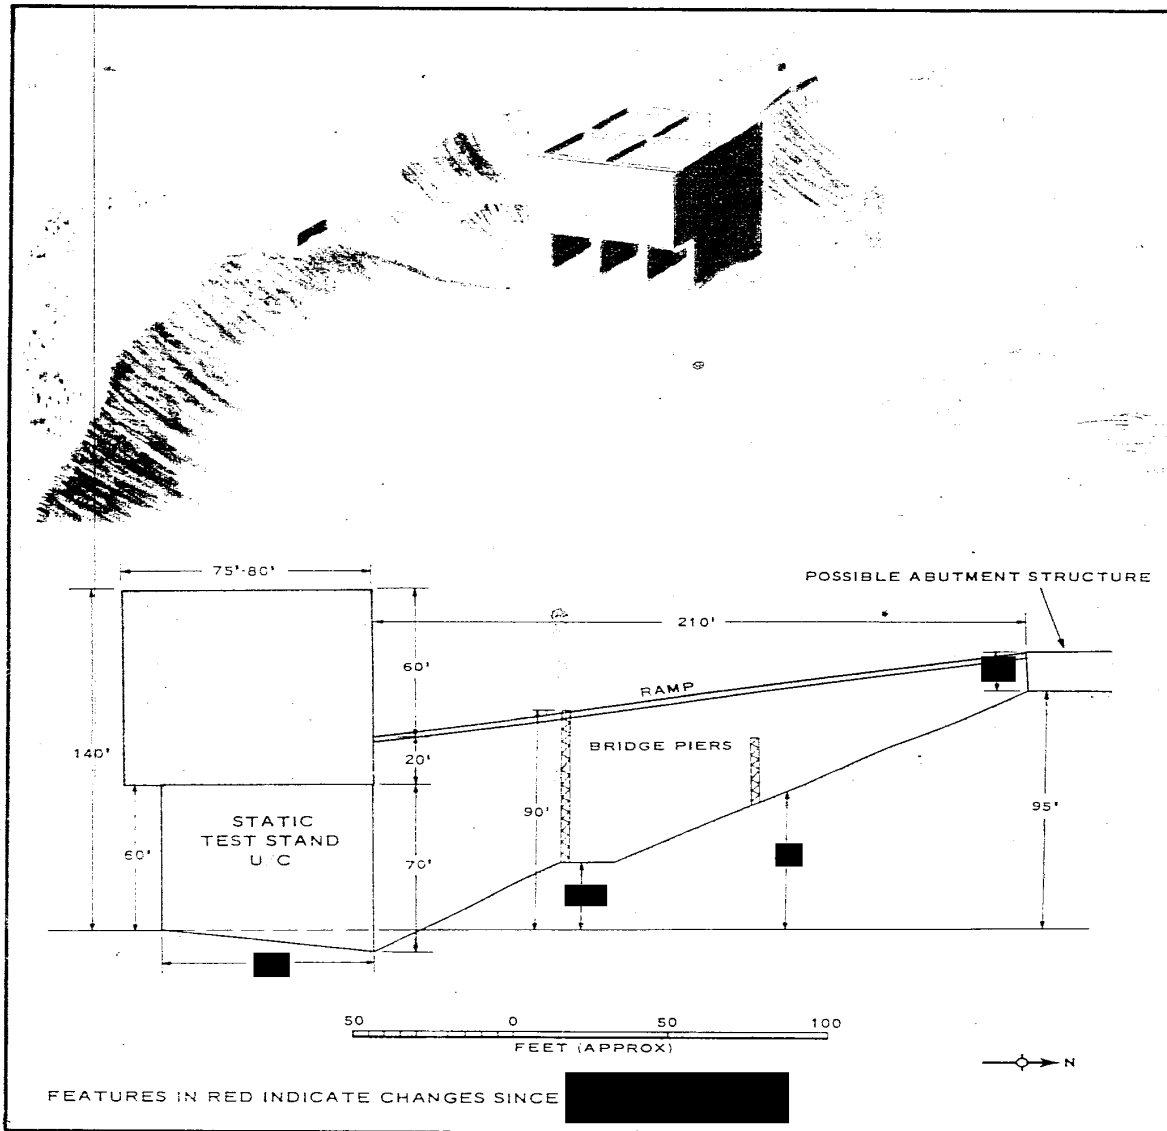 75'-80'
POSSIBLE ABUTMENT STRUCTURE
210'
60'
RAMP
140'
20'
BRIDGE PIERS
90'
95'
STATIC
TEST STAND
U/C
60'
70'
50 0 50 100
FEET (APPROX)
N
FEATURES IN RED INDICATE CHANGES SINCE